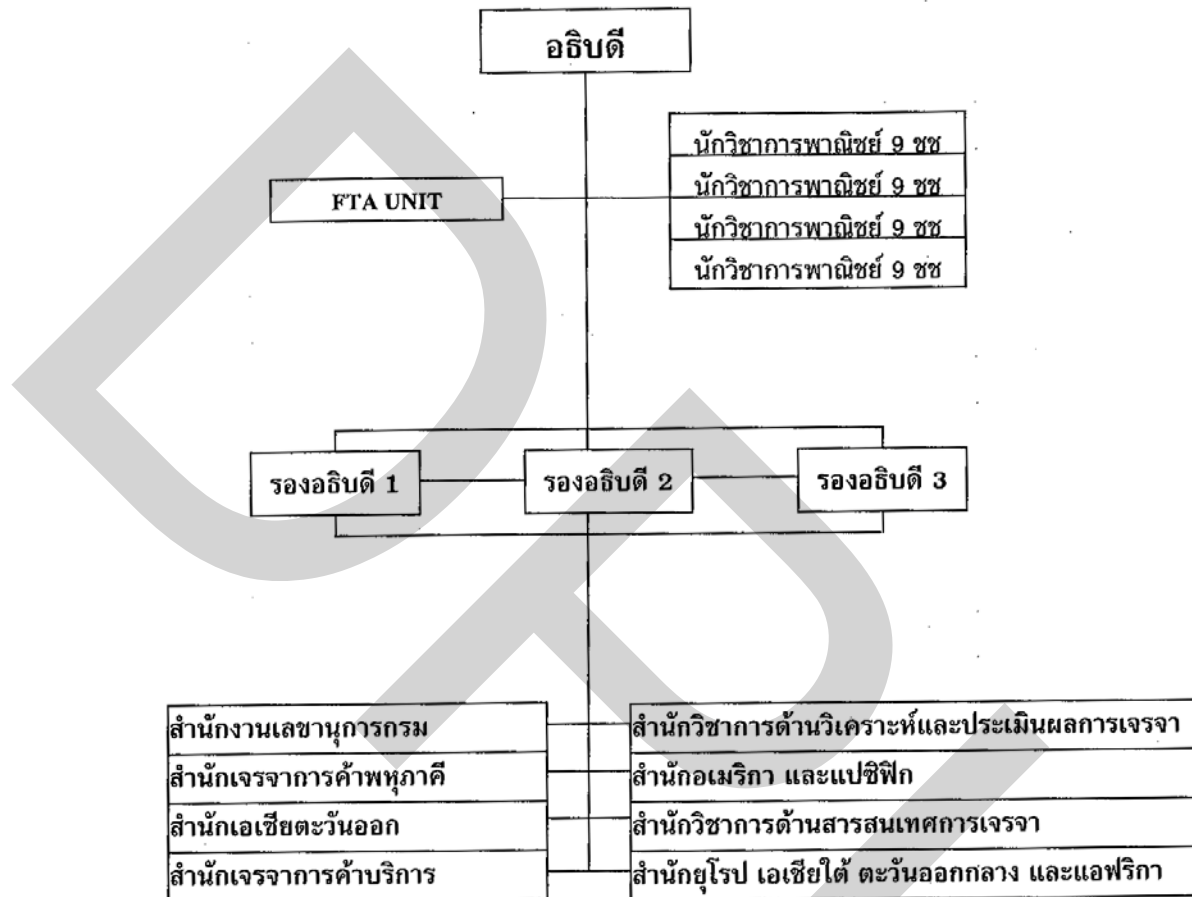 อธิบดี
นักวิชาการพาณิชย์ 9 ชช
นักวิชาการพาณิชย์ 9 ชช
FTA UNIT
นักวิชาการพาณิชย์ 9 ชช
นักวิชาการพาณิชย์ 9 ชช
รองอธิบดี 1
รองอธิบดี 2
รองอธิบดี 3
สำนักงานเลขานุการกรม
สำนักวิชาการด้านวิเคราะห์และประเมินผลการเจรจา
สำนักเจรจาการค้าพหุภาคี
สำนักอเมริกา และแปซิฟิก
สำนักเอเชียตะวันออก
สำนักวิชาการด้านสารสนเทศการเจรจา
สำนักเจรจาการค้าบริการ
สำนักยุโรป เอเชียใต้ ตะวันออกกลาง และแอฟริกา